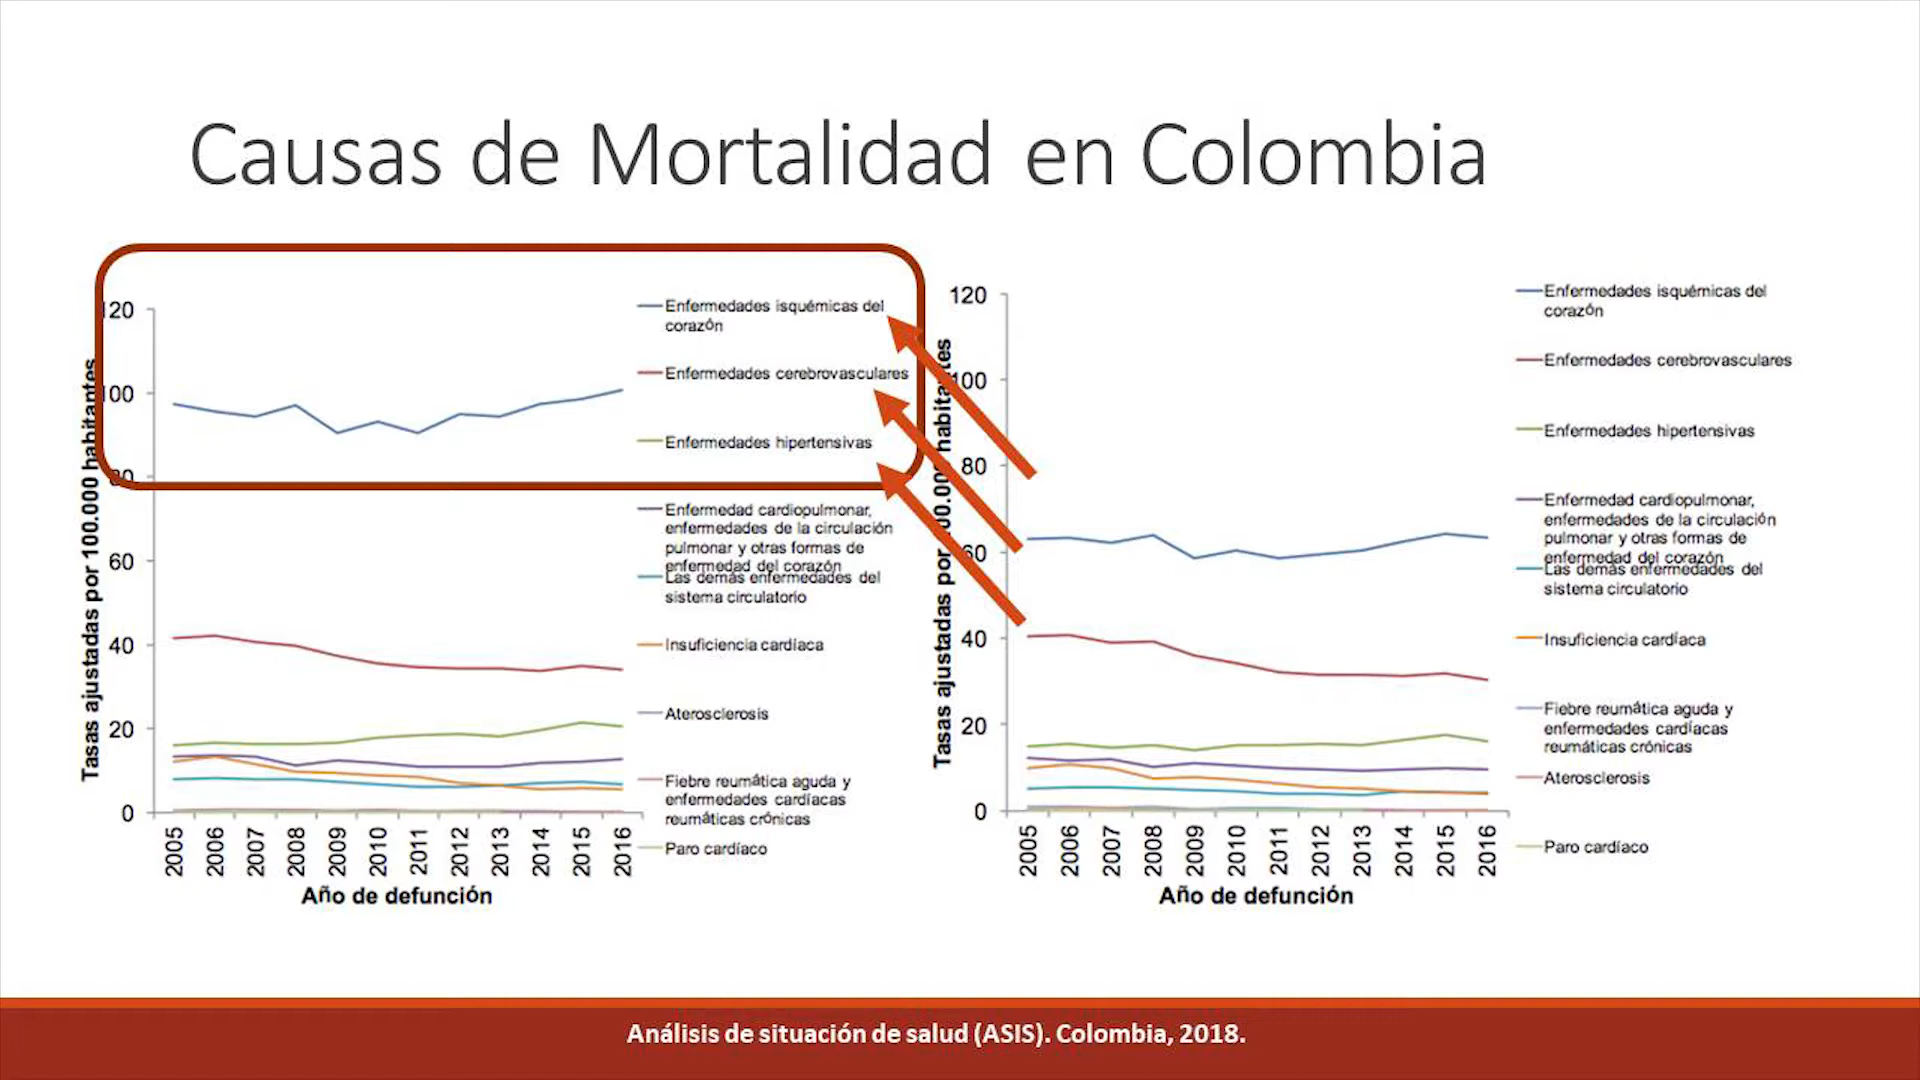 Causas de Mortalidad en Colombia
Tasas ajustadas por 100.000 habitantes
120
100
80
60
40
20
0
2005
2006
2007
2008
2009
2010
2011
2012
2013
2014
2015
2016
Año de defunción
Enfermedades isquémicas del
corazón
Enfermedades cerebrovasculares
Enfermedades hipertensivas
Enfermedad cardiopulmonar,
enfermedades de la circulación
pulmonar y otras formas de
enfermedad del corazón
Las demás enfermedades del
sistema circulatorio
Insuficiencia cardíaca
Aterosclerosis
Fiebre reumática aguda y
enfermedades cardíacas
reumáticas crónicas
Paro cardíaco
Tasas ajustadas por 100.000 habitantes
120
100
80
60
40
20
0
2005
2006
2007
2008
2009
2010
2011
2012
2013
2014
2015
2016
Año de defunción
Enfermedades isquémicas del
corazón
Enfermedades cerebrovasculares
Enfermedades hipertensivas
Enfermedad cardiopulmonar,
enfermedades de la circulación
pulmonar y otras formas de
enfermedad del corazón
Las demás enfermedades del
sistema circulatorio
Insuficiencia cardíaca
Fiebre reumática aguda y
enfermedades cardíacas
reumáticas crónicas
Aterosclerosis
Paro cardíaco
Análisis de situación de salud (ASIS). Colombia, 2018.